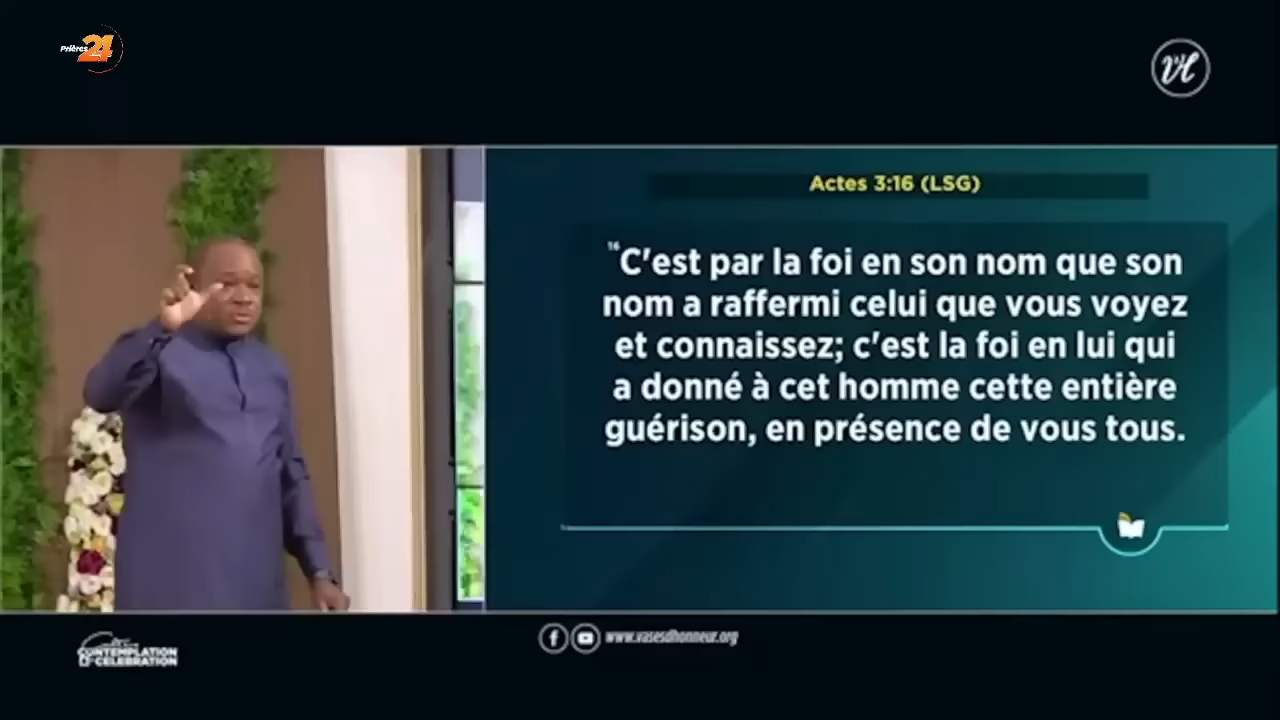 Prières 24
Actes 3:16 (LSG)
16 C'est par la foi en son nom que son
nom a raffermi celui que vous voyez
et connaissez; c'est la foi en lui qui
a donné à cet homme cette entière
guérison, en présence de vous tous.
www.vasesdhonneur.org
CONTEMPLATION
& CELEBRATION